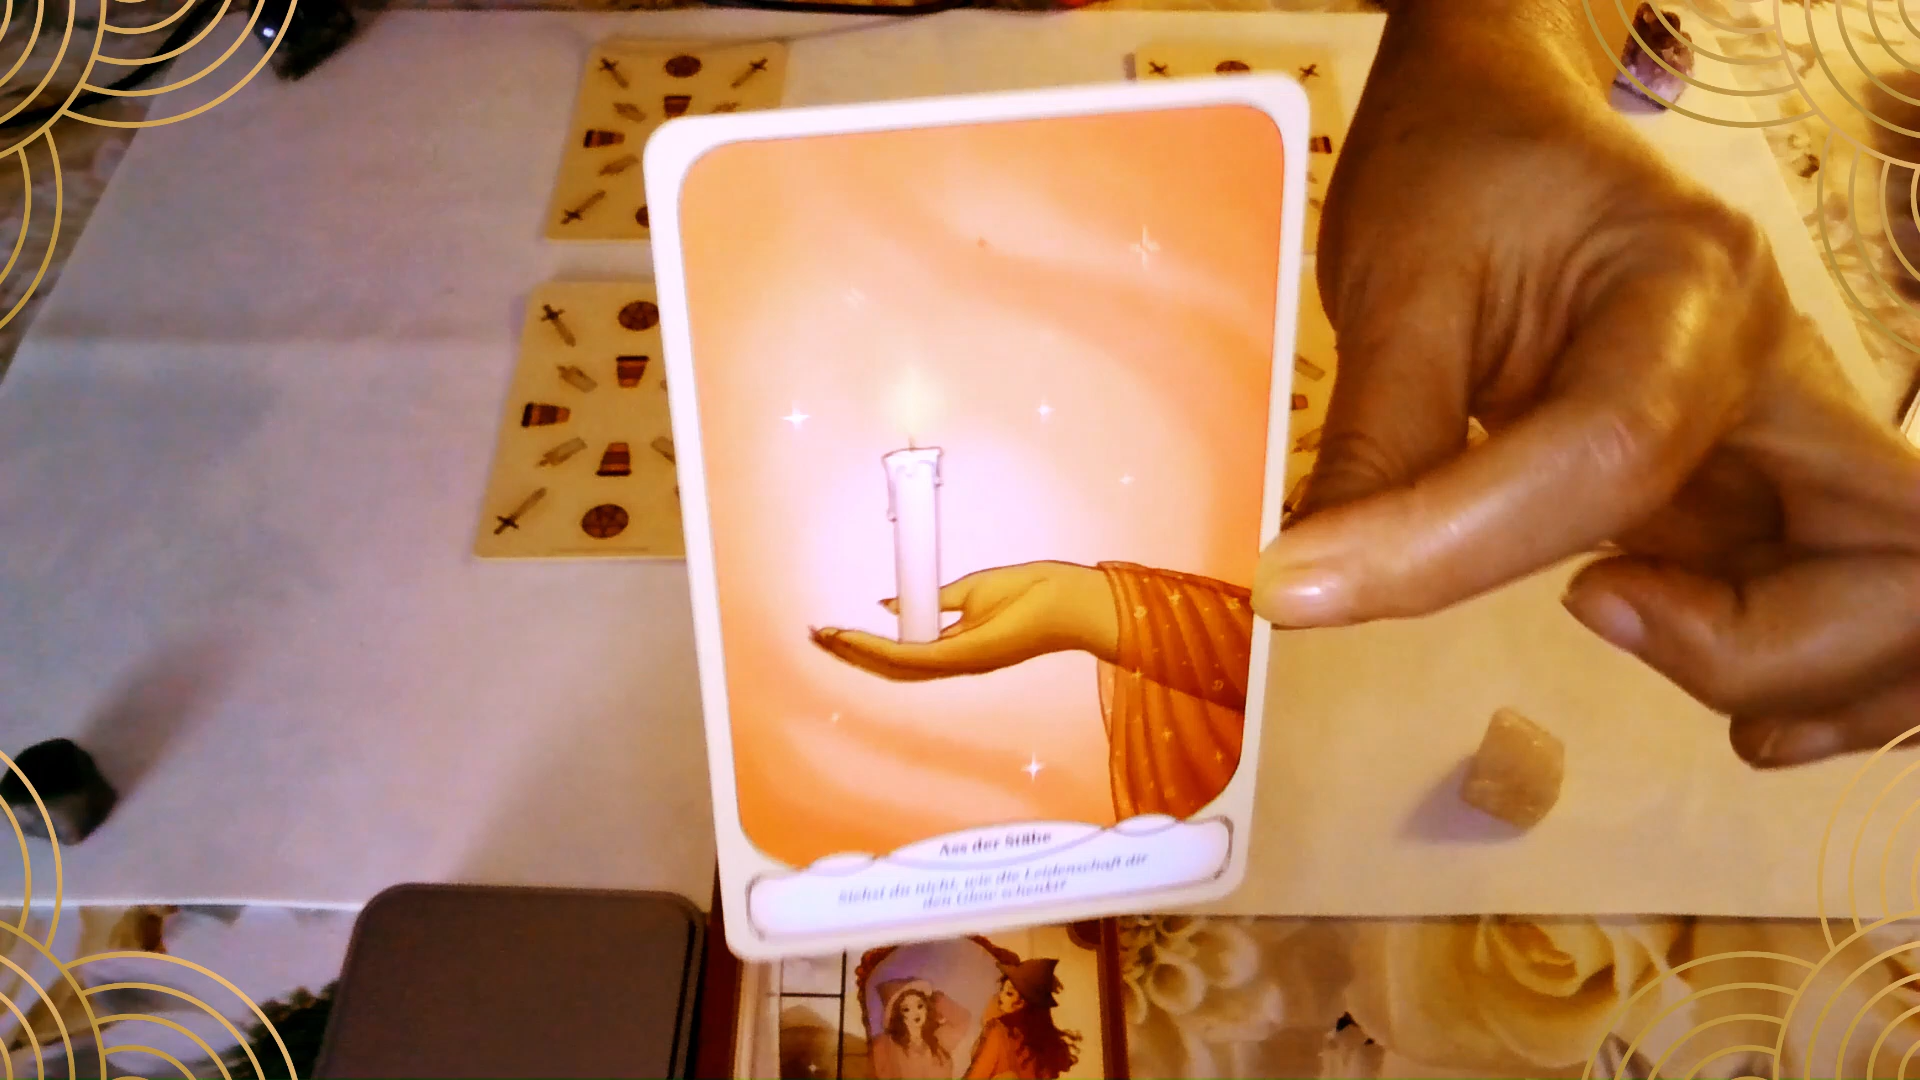 Ass der Stäbe
Siehst du nicht, wie die Leidenschaft dir
den Glanz schenkt?